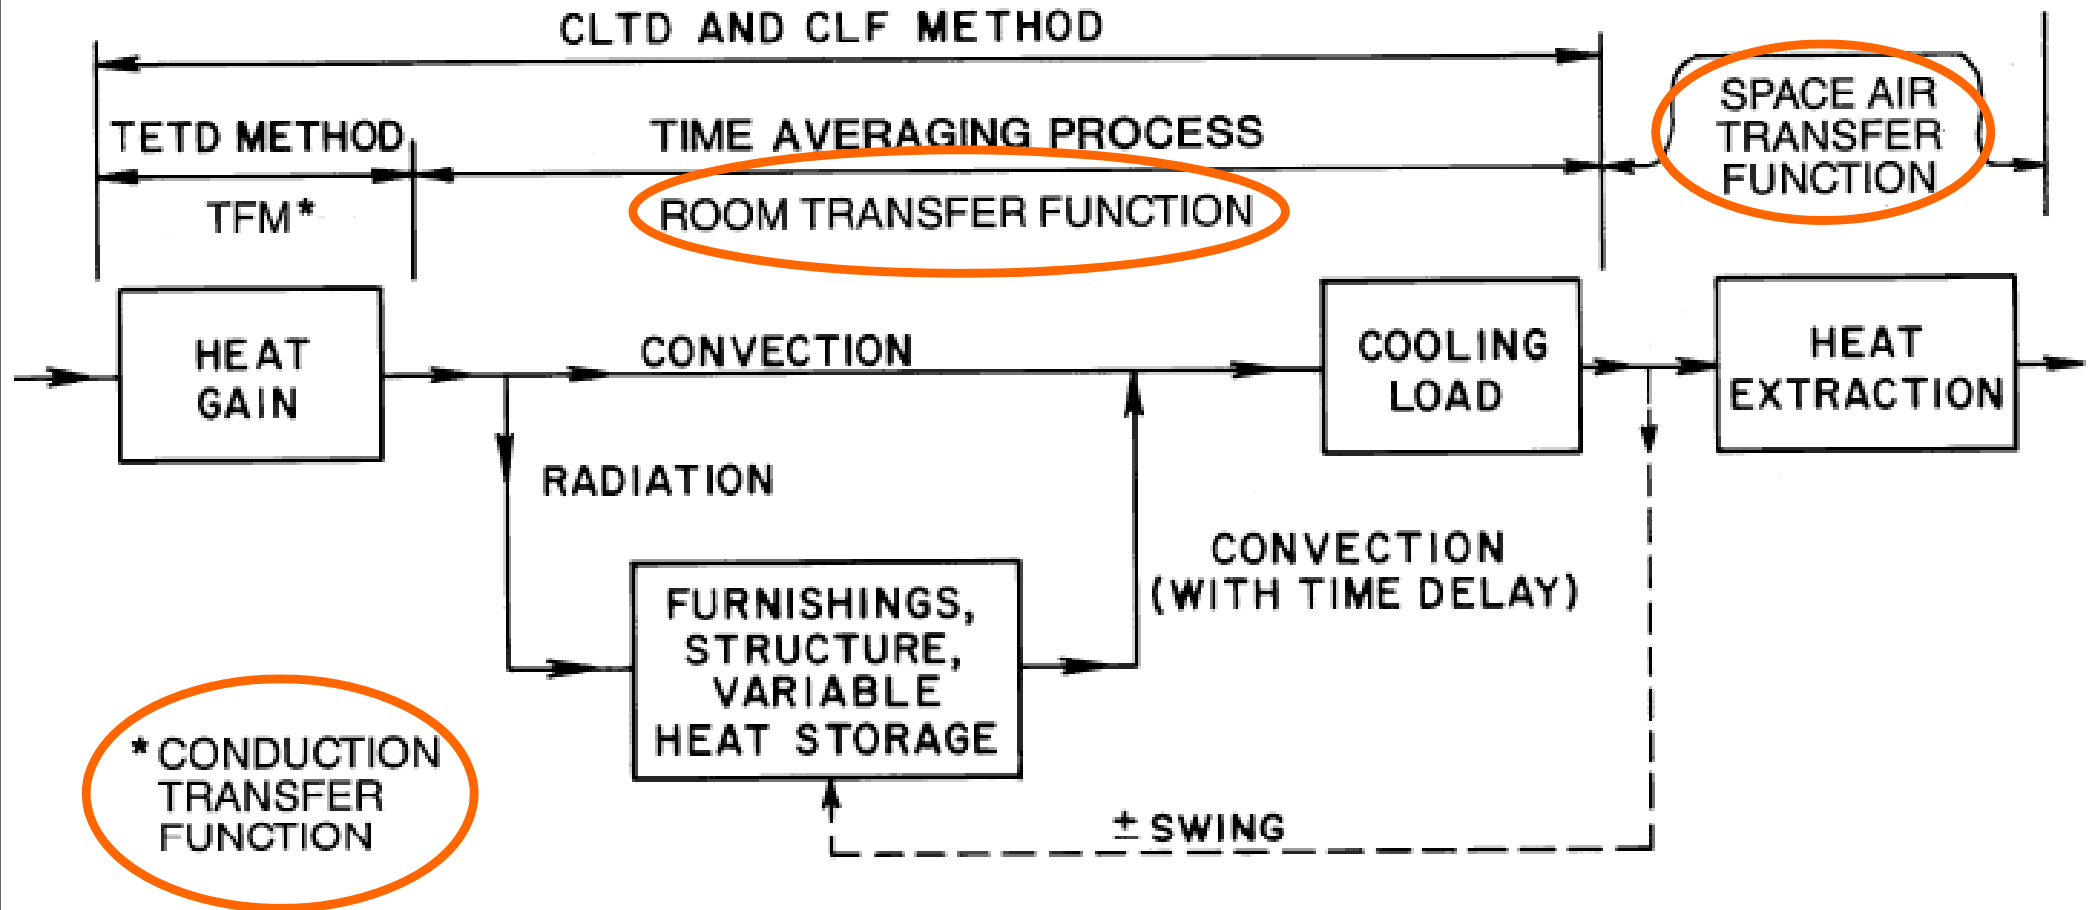 CLTD AND CLF METHOD
SPACE AIR
TRANSFER
FUNCTION
TETD METHOD
TIME AVERAGING PROCESS
TFM*
ROOM TRANSFER FUNCTION
HEAT
GAIN
CONVECTION
COOLING
LOAD
HEAT
EXTRACTION
RADIATION
CONVECTION
(WITH TIME DELAY)
FURNISHINGS,
STRUCTURE,
VARIABLE
HEAT STORAGE
* CONDUCTION
TRANSFER
FUNCTION
± SWING